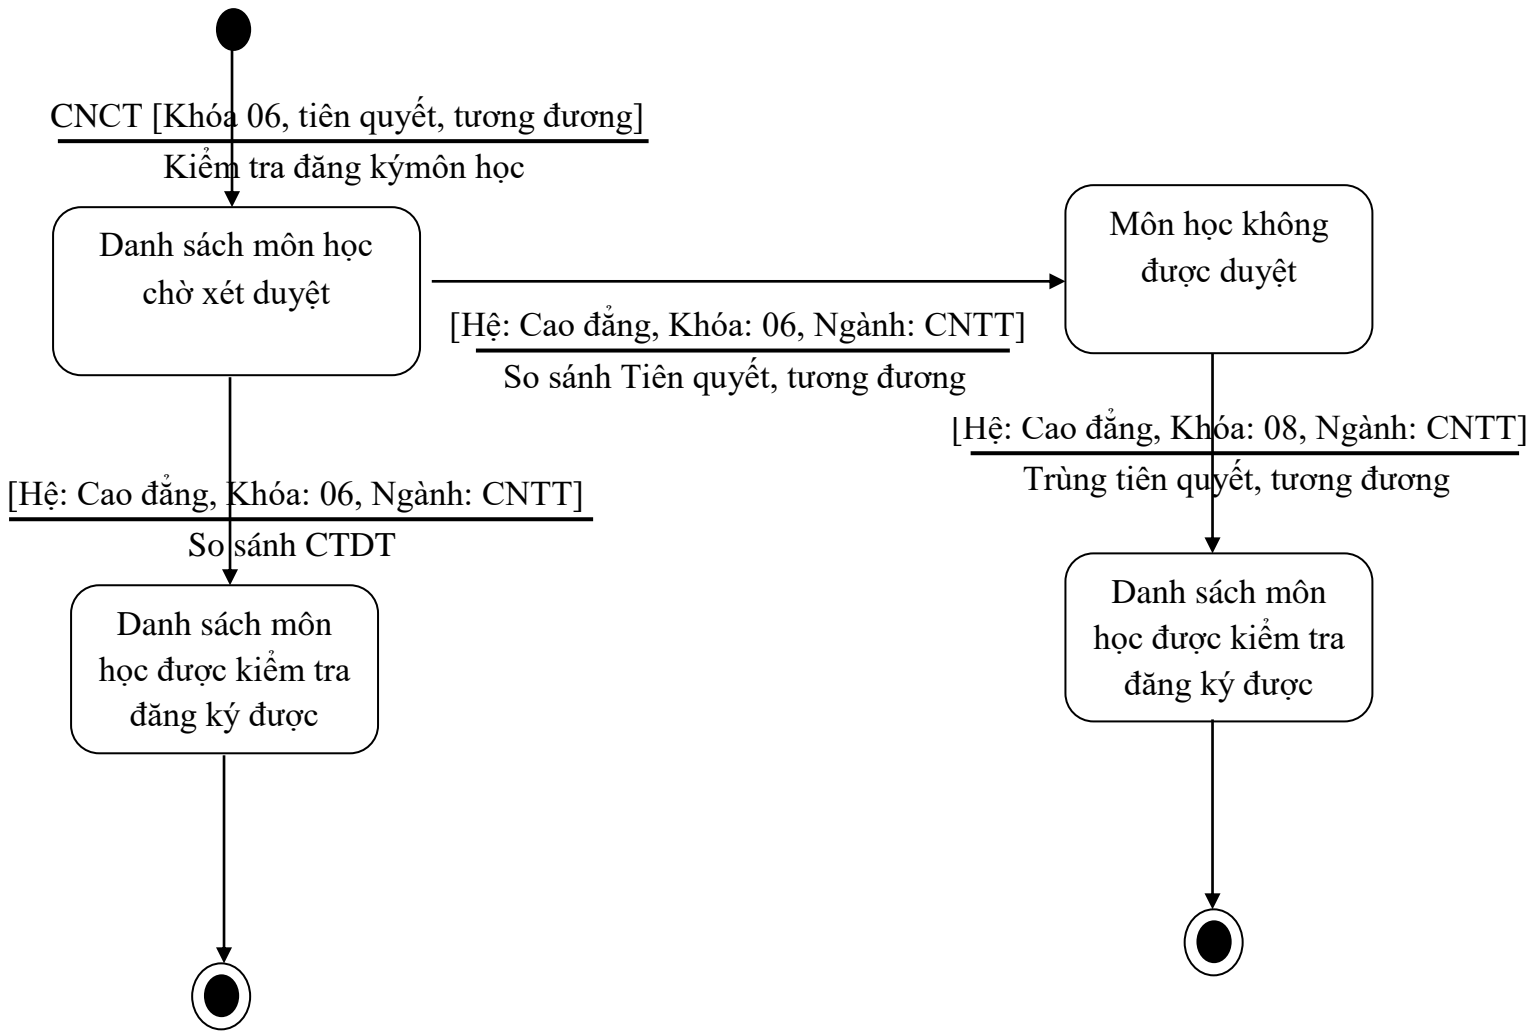 CNCT [Khóa 06, tiên quyết, tương đương]
Kiểm tra đăng kýmôn học
Danh sách môn học
chờ xét duyệt
Môn học không
được duyệt
[Hệ: Cao đẳng, Khóa: 06, Ngành: CNTT]
So sánh Tiên quyết, tương đương
[Hệ: Cao đẳng, Khóa: 08, Ngành: CNTT]
Trùng tiên quyết, tương đương
[Hệ: Cao đẳng, Khóa: 06, Ngành: CNTT]
So sánh CTDT
Danh sách môn
học được kiểm tra
đăng ký được
Danh sách môn
học được kiểm tra
đăng ký được